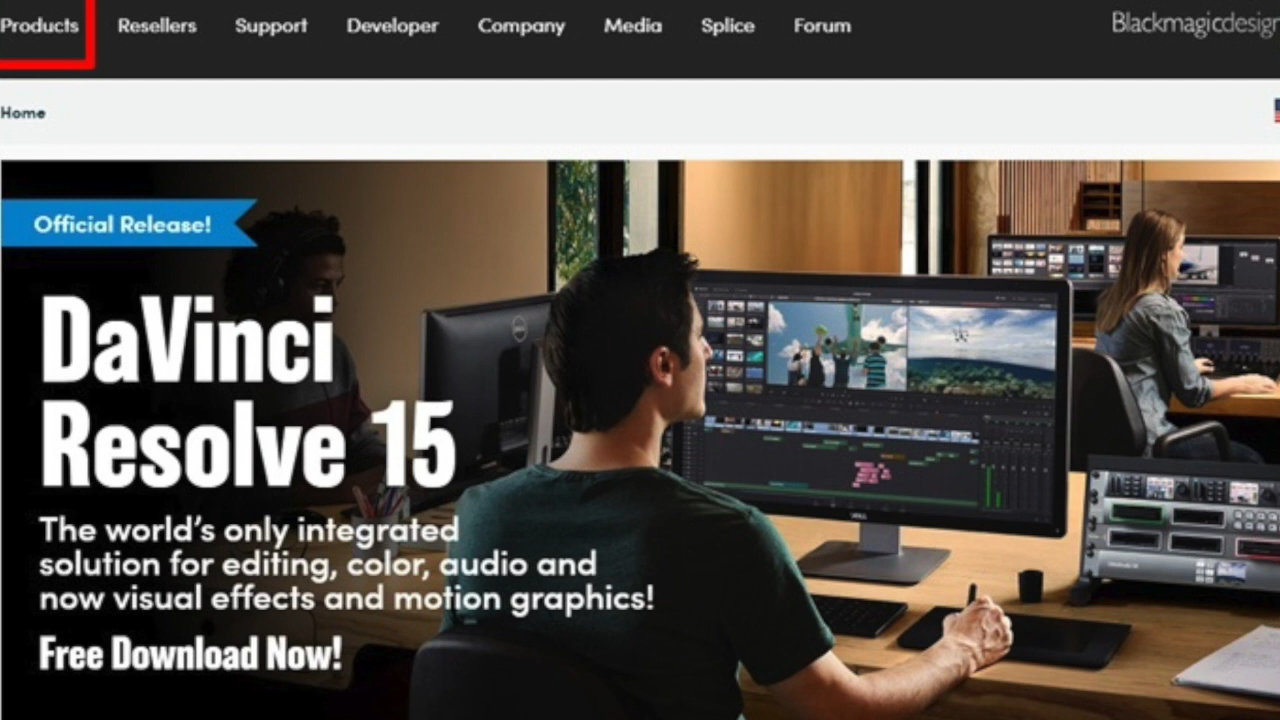 Products Resellers Support Developer Company Media Splice Forum Blackmagicdesign
Home
Official Release!
DaVinci
Resolve 15
The world's only integrated
solution for editing, color, audio and
now visual effects and motion graphics!
Free Download Now!
DELL